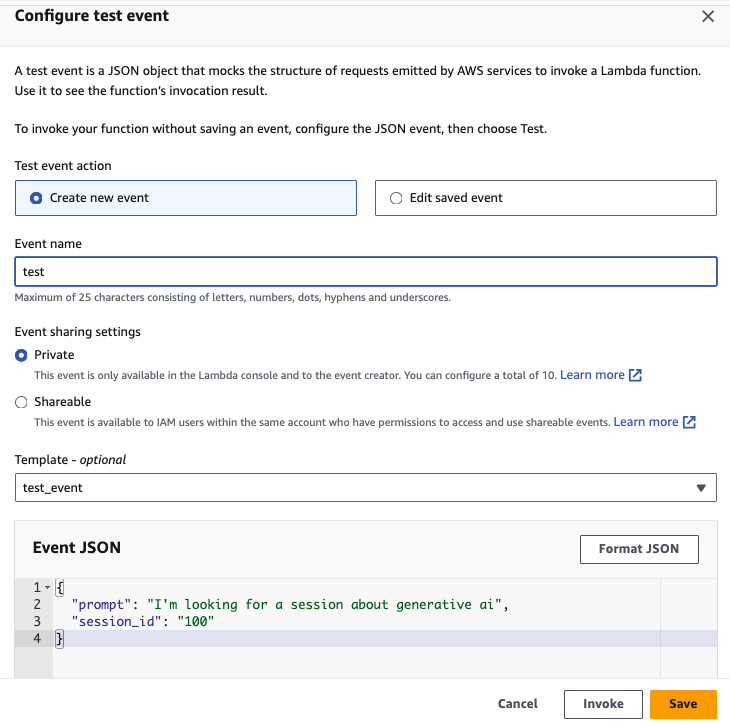 Configure test event
A test event is a JSON object that mocks the structure of requests emitted by AWS services to invoke a Lambda function.
Use it to see the function's invocation result.
To invoke your function without saving an event, configure the JSON event, then choose Test.
Test event action
Create new event
Edit saved event
Event name
test
Maximum of 25 characters consisting of letters, numbers, dots, hyphens and underscores.
Event sharing settings
Private
This event is only available in the Lambda console and to the event creator. You can configure a total of 10. Learn more
Shareable
This event is available to IAM users within the same account who have permissions to access and use shareable events. Learn more
Template - optional
test_event
Event JSON
Format JSON
1 {
2 "prompt": "I'm looking for a session about generative ai",
3 "session_id": "100"
4 }
Cancel
Invoke
Save